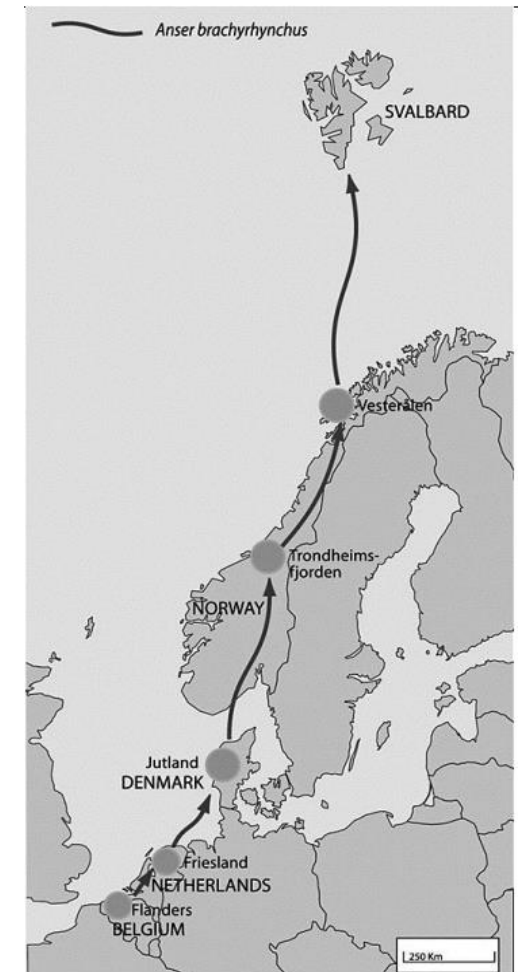 Anser brachyrhynchus
SVALBARD
Vesterålen
Trondheims-
fjorden
NORWAY
Jutland
DENMARK
Friesland
NETHERLANDS
Flanders
BELGIUM
250 Km